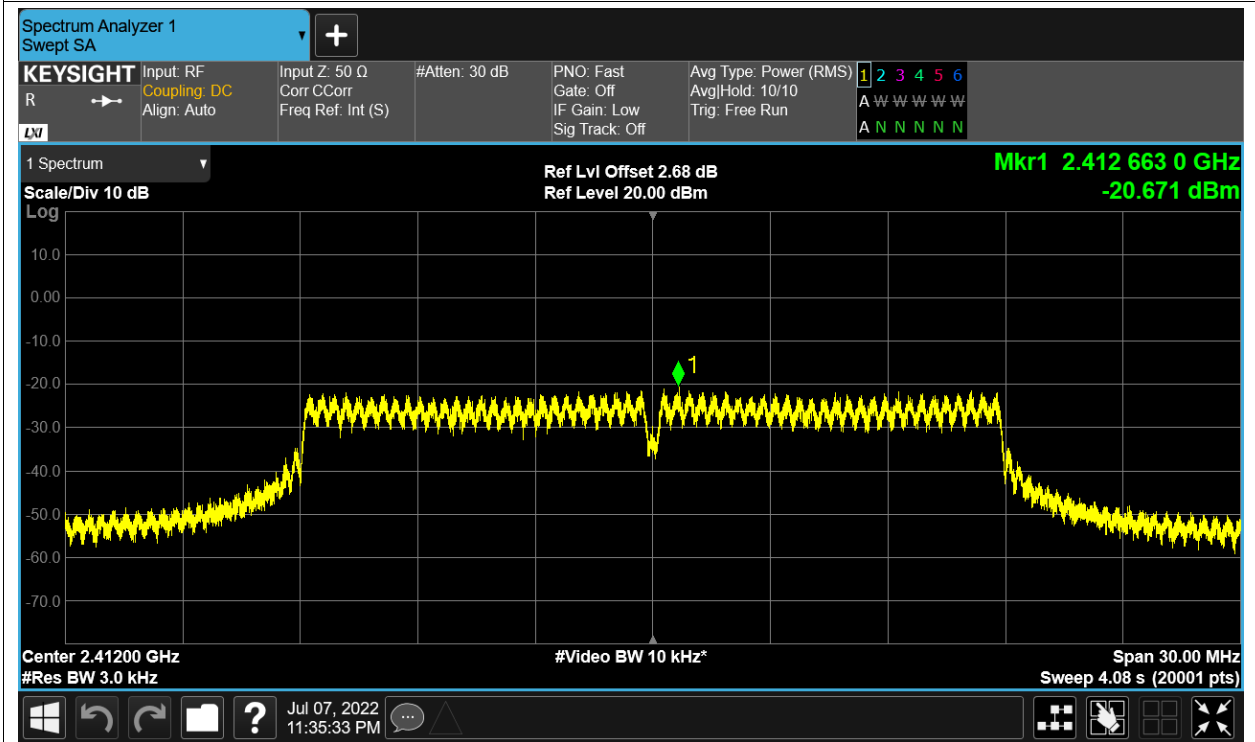 Spectrum Analyzer 1
Swept SA
+
KEYSIGHT
R
LXI
Input: RF
Coupling: DC
Align: Auto
Input Z: 50 Ω
Corr CCorr
Freq Ref: Int (S)
#Atten: 30 dB
PNO: Fast
Gate: Off
IF Gain: Low
Sig Track: Off
Avg Type: Power (RMS)
Avg|Hold: 10/10
Trig: Free Run
1 2 3 4 5 6
A W W W W W
A N N N N N
1 Spectrum
Scale/Div 10 dB
Log
Ref Lvl Offset 2.68 dB
Ref Level 20.00 dBm
Mkr1 2.412 663 0 GHz
-20.671 dBm
10.0
0.00
-10.0
1
-20.0
-30.0
-40.0
-50.0
-60.0
-70.0
Center 2.41200 GHz
#Res BW 3.0 kHz
#Video BW 10 kHz*
Span 30.00 MHz
Sweep 4.08 s (20001 pts)
?
Jul 07, 2022
11:35:33 PM